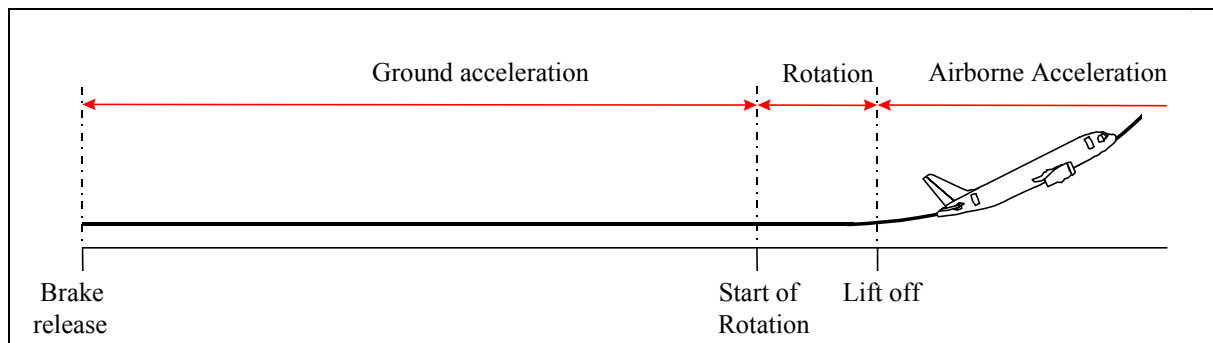 Ground acceleration
Rotation
Airborne Acceleration
Brake
release
Start of
Rotation
Lift off